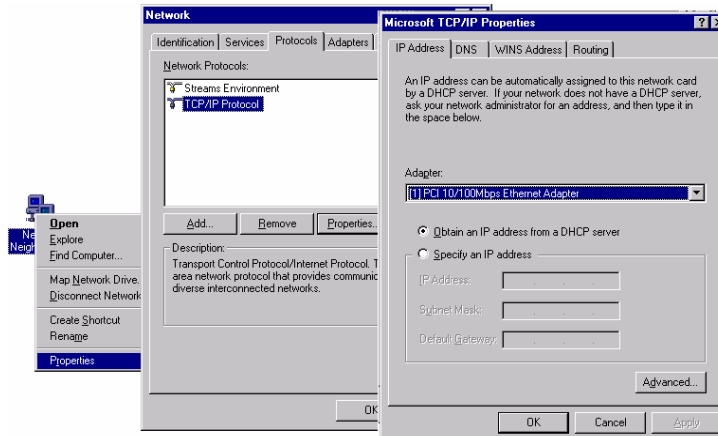 Network
Identification
Services
Protocols
Adapters
Network Protocols:
Streams Environment
TCP/IP Protocol
Add...
Remove
Properties..
Description:
Transport Control Protocol/Internet Protocol. T
area network protocol that provides communic
diverse interconnected networks.
OK
Open
Explore
Find Computer...
Map Network Drive.
Disconnect Network
Create Shortcut
Rename
Properties
Microsoft TCP/IP Properties
IP Address
DNS
WINS Address
Routing
An IP address can be automatically assigned to this network card
by a DHCP server. If your network does not have a DHCP server,
ask your network administrator for an address, and then type it in
the space below.
Adapter:
[1] PCI 10/100Mbps Ethernet Adapter
Obtain an IP address from a DHCP server
Specify an IP address
IP Address:
Subnet Mask:
Default Gateway:
Advanced...
OK
Cancel
Apply